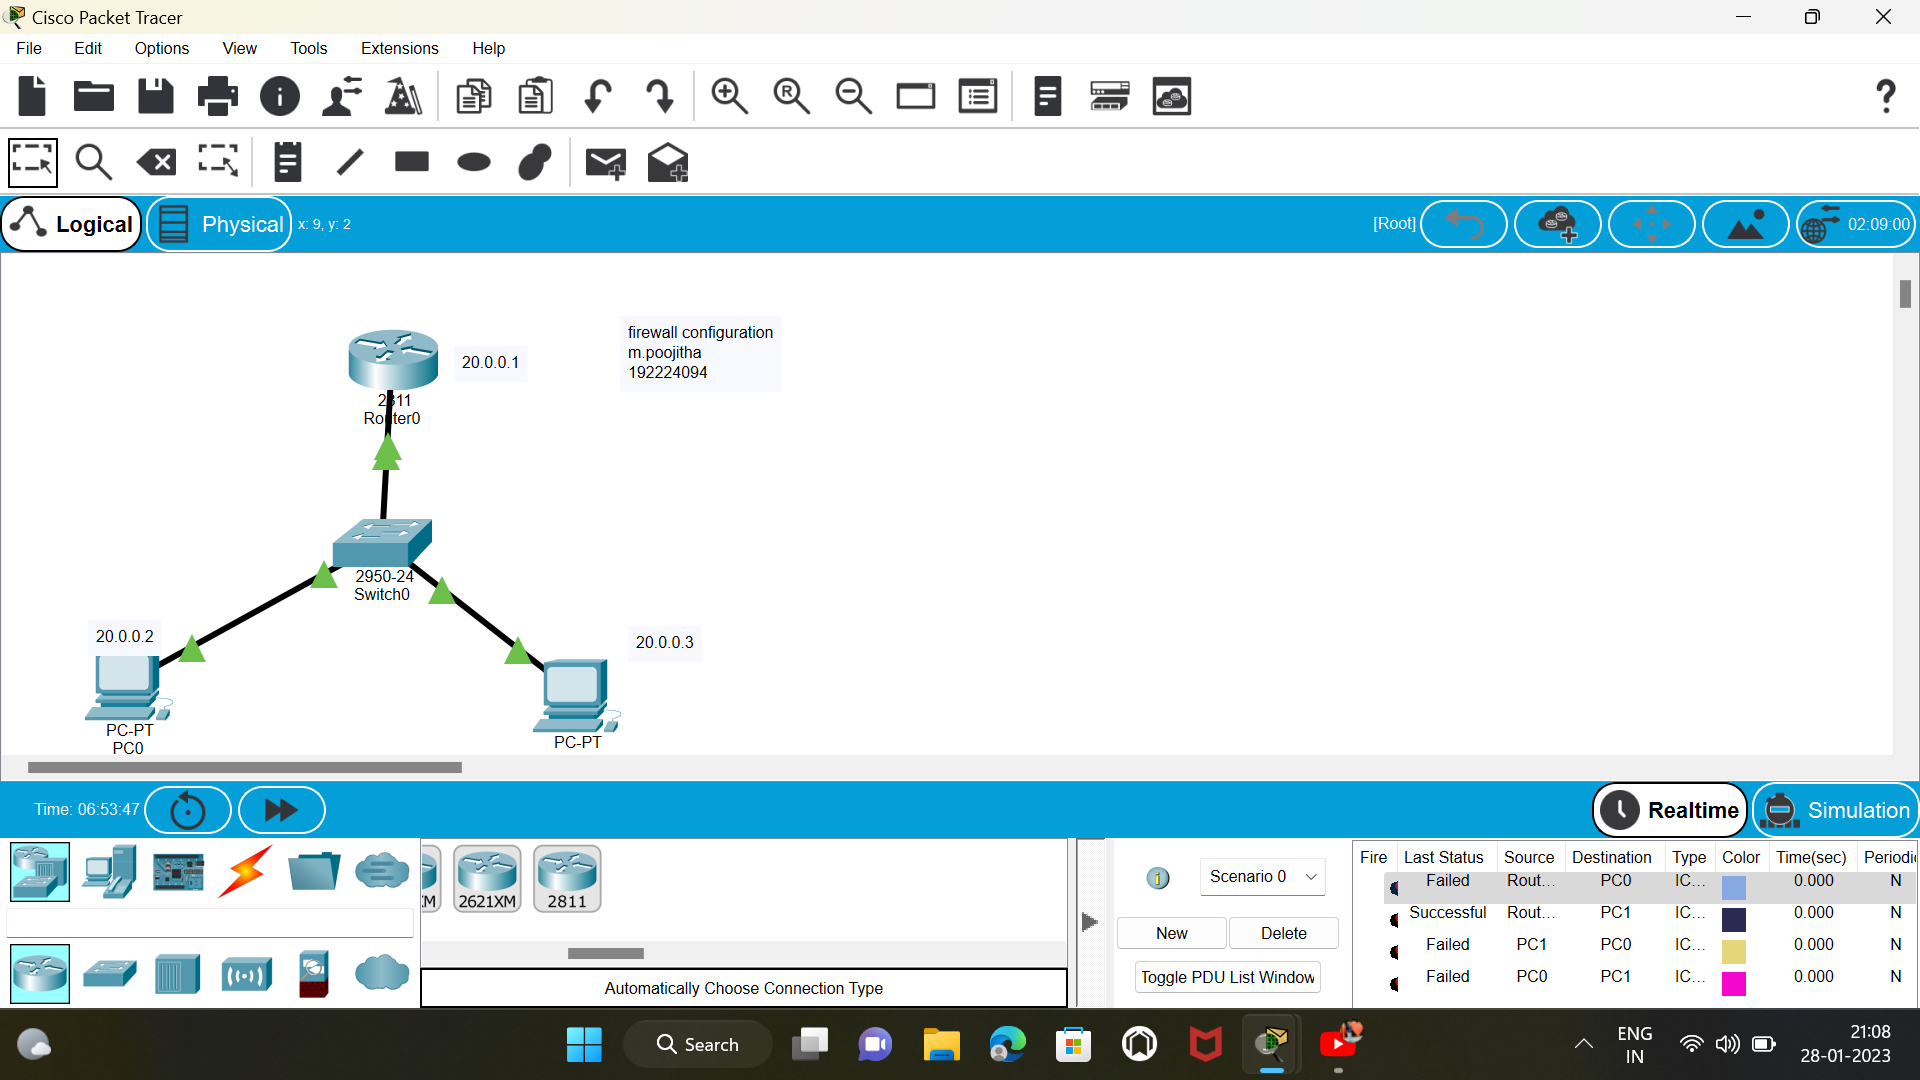 Cisco Packet Tracer
File Edit Options View Tools Extensions Help
Logical Physical x: 9, y: 2 [Root] 02:09:00
firewall configuration
m.poojitha
192224094
20.0.0.1
2811
Router0
2950-24
Switch0
20.0.0.2
20.0.0.3
PC-PT
PC0
PC-PT
Time: 06:53:47 Realtime Simulation
2621XM 2811
Automatically Choose Connection Type
Scenario 0
New Delete
Toggle PDU List Window
Fire Last Status Source Destination Type Color Time(sec) Periodi
Failed Rout... PC0 IC... 0.000 N
Successful Rout... PC1 IC... 0.000 N
Failed PC1 PC0 IC... 0.000 N
Failed PC0 PC1 IC... 0.000 N
Search
ENG
IN
21:08
28-01-2023